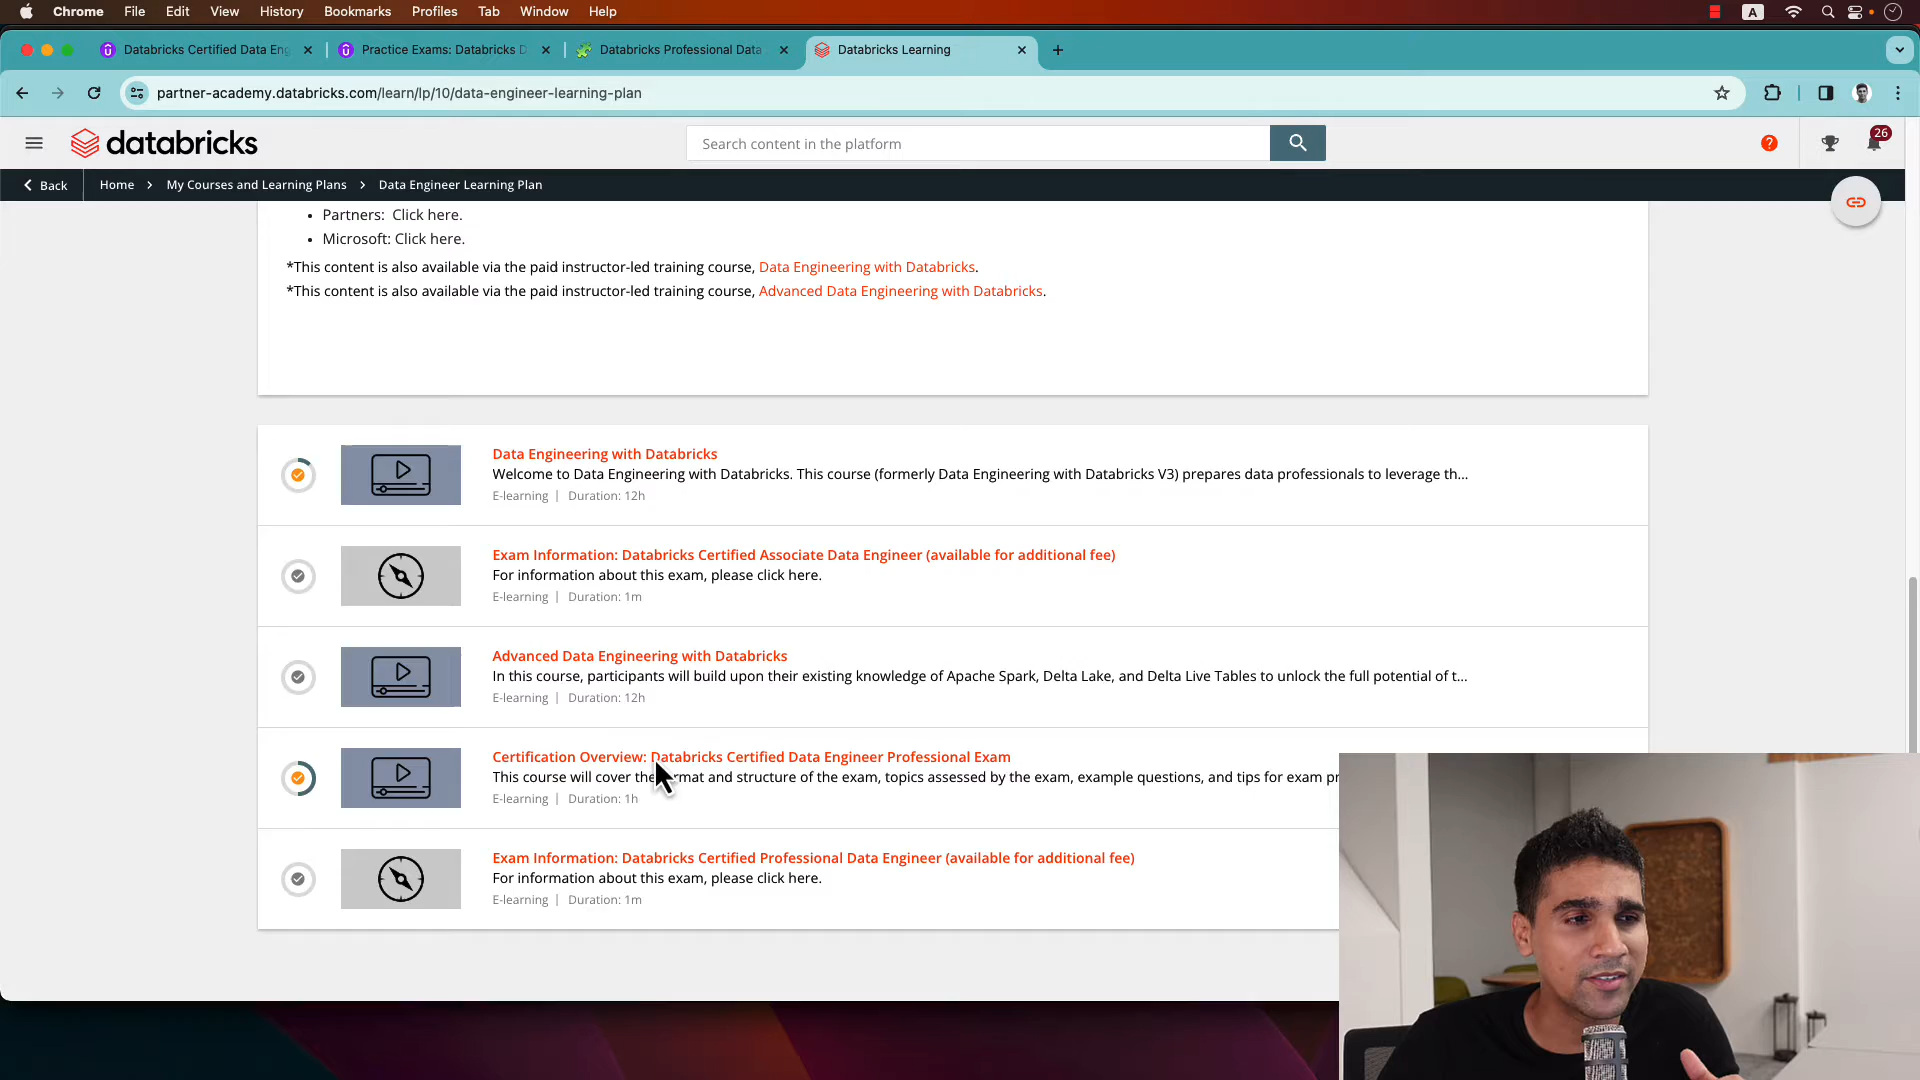 Chrome File Edit View History Bookmarks Profiles Tab Window Help A
Databricks Certified Data Eng Practice Exams: Databricks D Databricks Professional Data Databricks Learning
partner-academy.databricks.com/learn/lp/10/data-engineer-learning-plan
databricks Search content in the platform ? 26
Back Home My Courses and Learning Plans Data Engineer Learning Plan
• Partners: Click here.
• Microsoft: Click here.
*This content is also available via the paid instructor-led training course, Data Engineering with Databricks.
*This content is also available via the paid instructor-led training course, Advanced Data Engineering with Databricks.
Data Engineering with Databricks
Welcome to Data Engineering with Databricks. This course (formerly Data Engineering with Databricks V3) prepares data professionals to leverage th...
E-learning | Duration: 12h
Exam Information: Databricks Certified Associate Data Engineer (available for additional fee)
For information about this exam, please click here.
E-learning | Duration: 1m
Advanced Data Engineering with Databricks
In this course, participants will build upon their existing knowledge of Apache Spark, Delta Lake, and Delta Live Tables to unlock the full potential of t...
E-learning | Duration: 12h
Certification Overview: Databricks Certified Data Engineer Professional Exam
This course will cover the format and structure of the exam, topics assessed by the exam, example questions, and tips for exam pr
E-learning | Duration: 1h
Exam Information: Databricks Certified Professional Data Engineer (available for additional fee)
For information about this exam, please click here.
E-learning | Duration: 1m